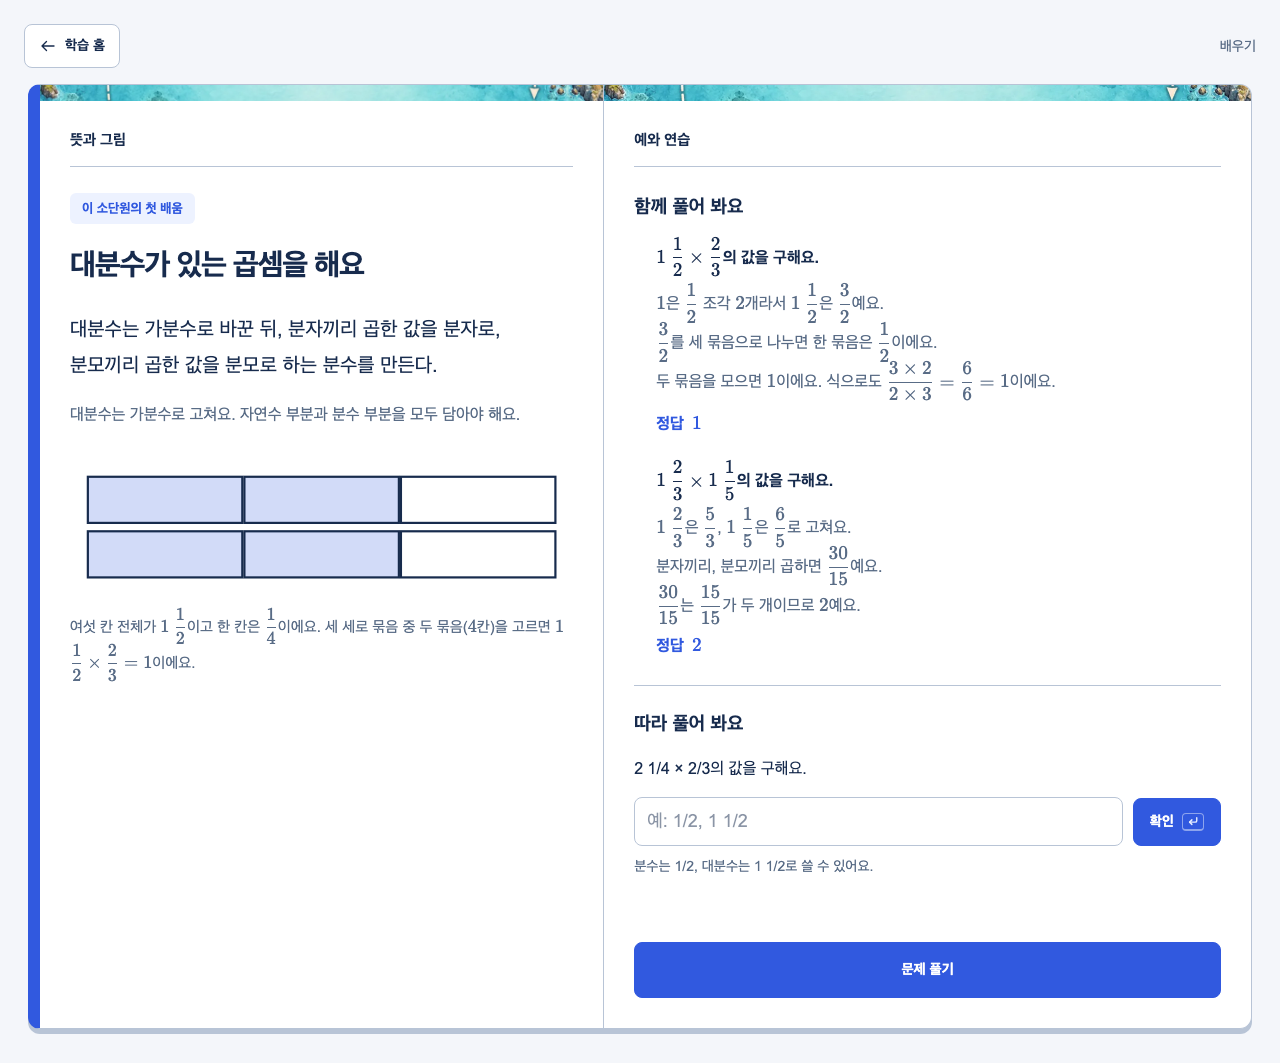 학습 홈
배우기
뜻과 그림
이 소단원의 첫 배움
대분수가 있는 곱셈을 해요
대분수는 가분수로 바꾼 뒤, 분자끼리 곱한 값을 분자로,
분모끼리 곱한 값을 분모로 하는 분수를 만든다.
대분수는 가분수로 고쳐요. 자연수 부분과 분수 부분을 모두 담아야 해요.
여섯 칸 전체가 1 1/2이고 한 칸은 1/4이에요. 세 세로 묶음 중 두 묶음(4칸)을 고르면 1
1/2 × 2/3 = 1이에요.
예와 연습
함께 풀어 봐요
1 1/2 × 2/3의 값을 구해요.
1은 1/2 조각 2개라서 1 1/2은 3/2예요.
3/2를 세 묶음으로 나누면 한 묶음은 1/2이에요.
두 묶음을 모으면 1이에요. 식으로도 3 × 2/2 × 3 = 6/6 = 1이에요.
정답 1
1 2/3 × 1 1/5의 값을 구해요.
1 2/3은 5/3, 1 1/5은 6/5로 고쳐요.
분자끼리, 분모끼리 곱하면 30/15예요.
30/15는 15/15가 두 개이므로 2예요.
정답 2
따라 풀어 봐요
2 1/4 × 2/3의 값을 구해요.
예: 1/2, 1 1/2
확인
분수는 1/2, 대분수는 1 1/2로 쓸 수 있어요.
문제 풀기